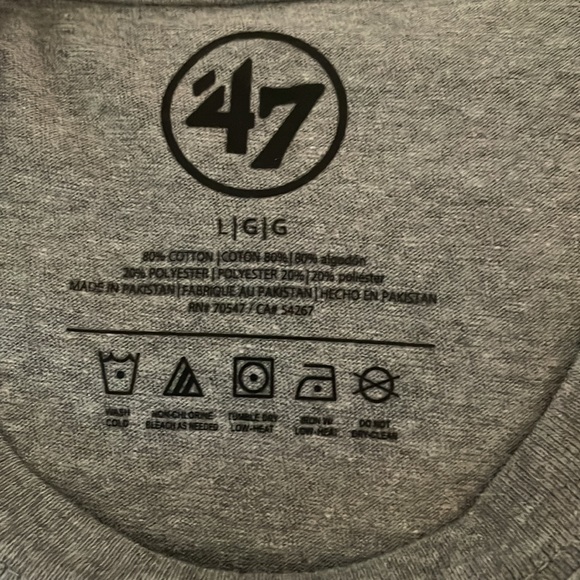 '47
L|G|G
80% COTTON|COTON 80%|80% algodón
20% POLYESTER|POLYESTER 20%|20% poliéster
MADE IN PAKISTAN|FABRIQUE AU PAKISTAN|HECHO EN PAKISTAN
RN# 70547 / CA# 54267
WASH COLD
NON-CHLORINE BLEACH AS NEEDED
TUMBLE DRY LOW-HEAT
IRON IN LOW-HEAT
DO NOT DRY-CLEAN